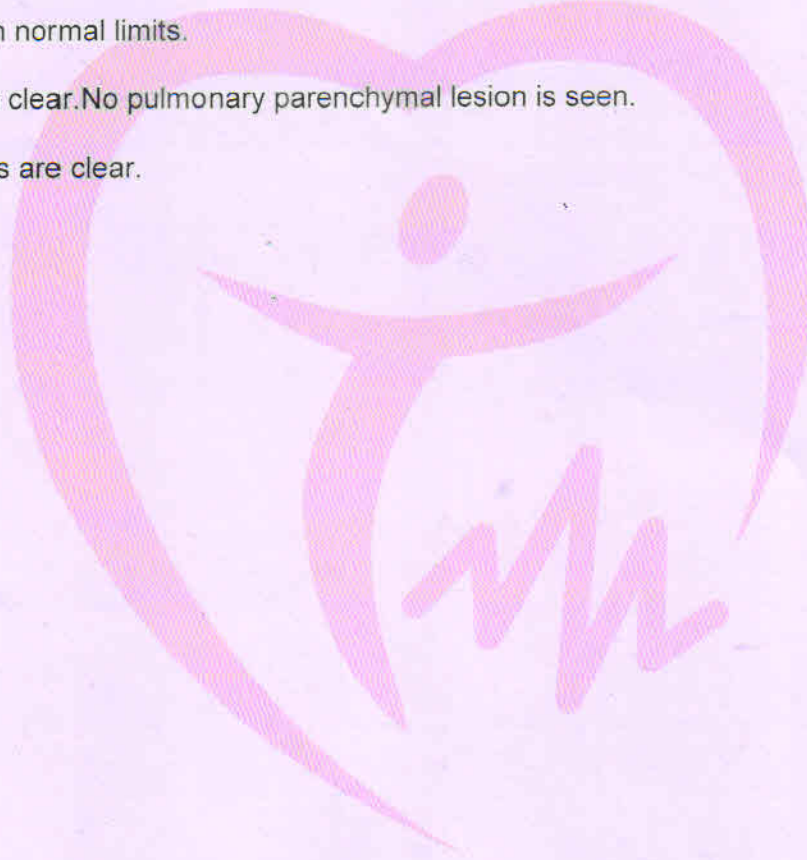 normal limits.
clear.No pulmonary parenchymal lesion is seen.
are clear.